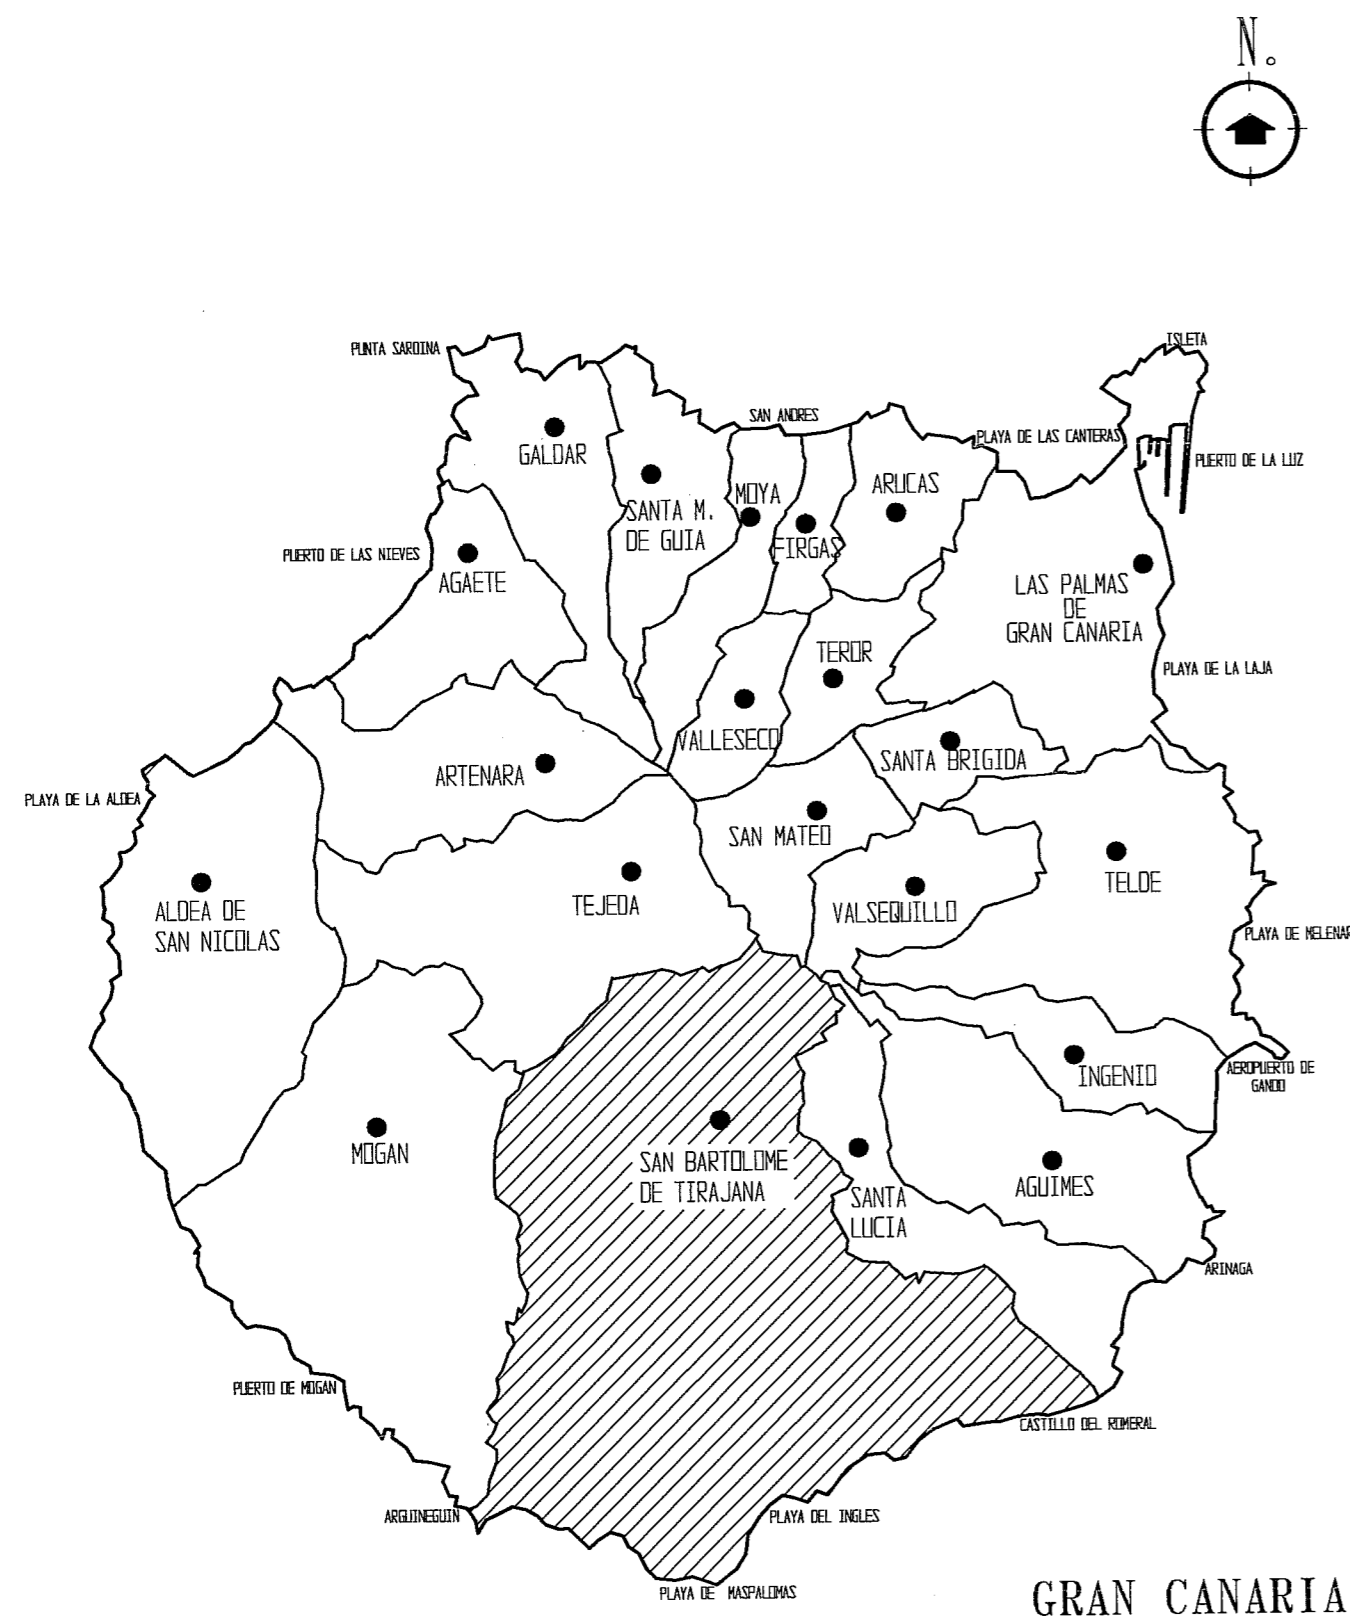 N.
PUNTA SARDINA
ISLETA
SAN ANDRES
PLAYA DE LAS CANTERAS
GALDAR
PUERTO DE LA LUZ
MOYA
ARUCAS
SANTA M.
DE GUIA
FIRGAS
PUERTO DE LAS NIEVES
AGAETE
LAS PALMAS
DE
GRAN CANARIA
TEROR
PLAYA DE LA LAJA
VALLESECO
SANTA BRIGIDA
ARTENARA
PLAYA DE LA ALDEA
SAN MATEO
TELDE
TEJEDA
ALDEA DE
SAN NICOLAS
VALSEQUILLO
PLAYA DE MELENAR
INGENIO
AEROPUERTO DE
GANDO
MOGAN
SAN BARTOLOME
DE TIRAJANA
AGUIMES
SANTA
LUCIA
ARINAGA
PUERTO DE MOGAN
CASTILLO DEL ROMERAL
ARGUINEGUIN
PLAYA DEL INGLES
PLAYA DE MASPALOMAS
GRAN CANARIA